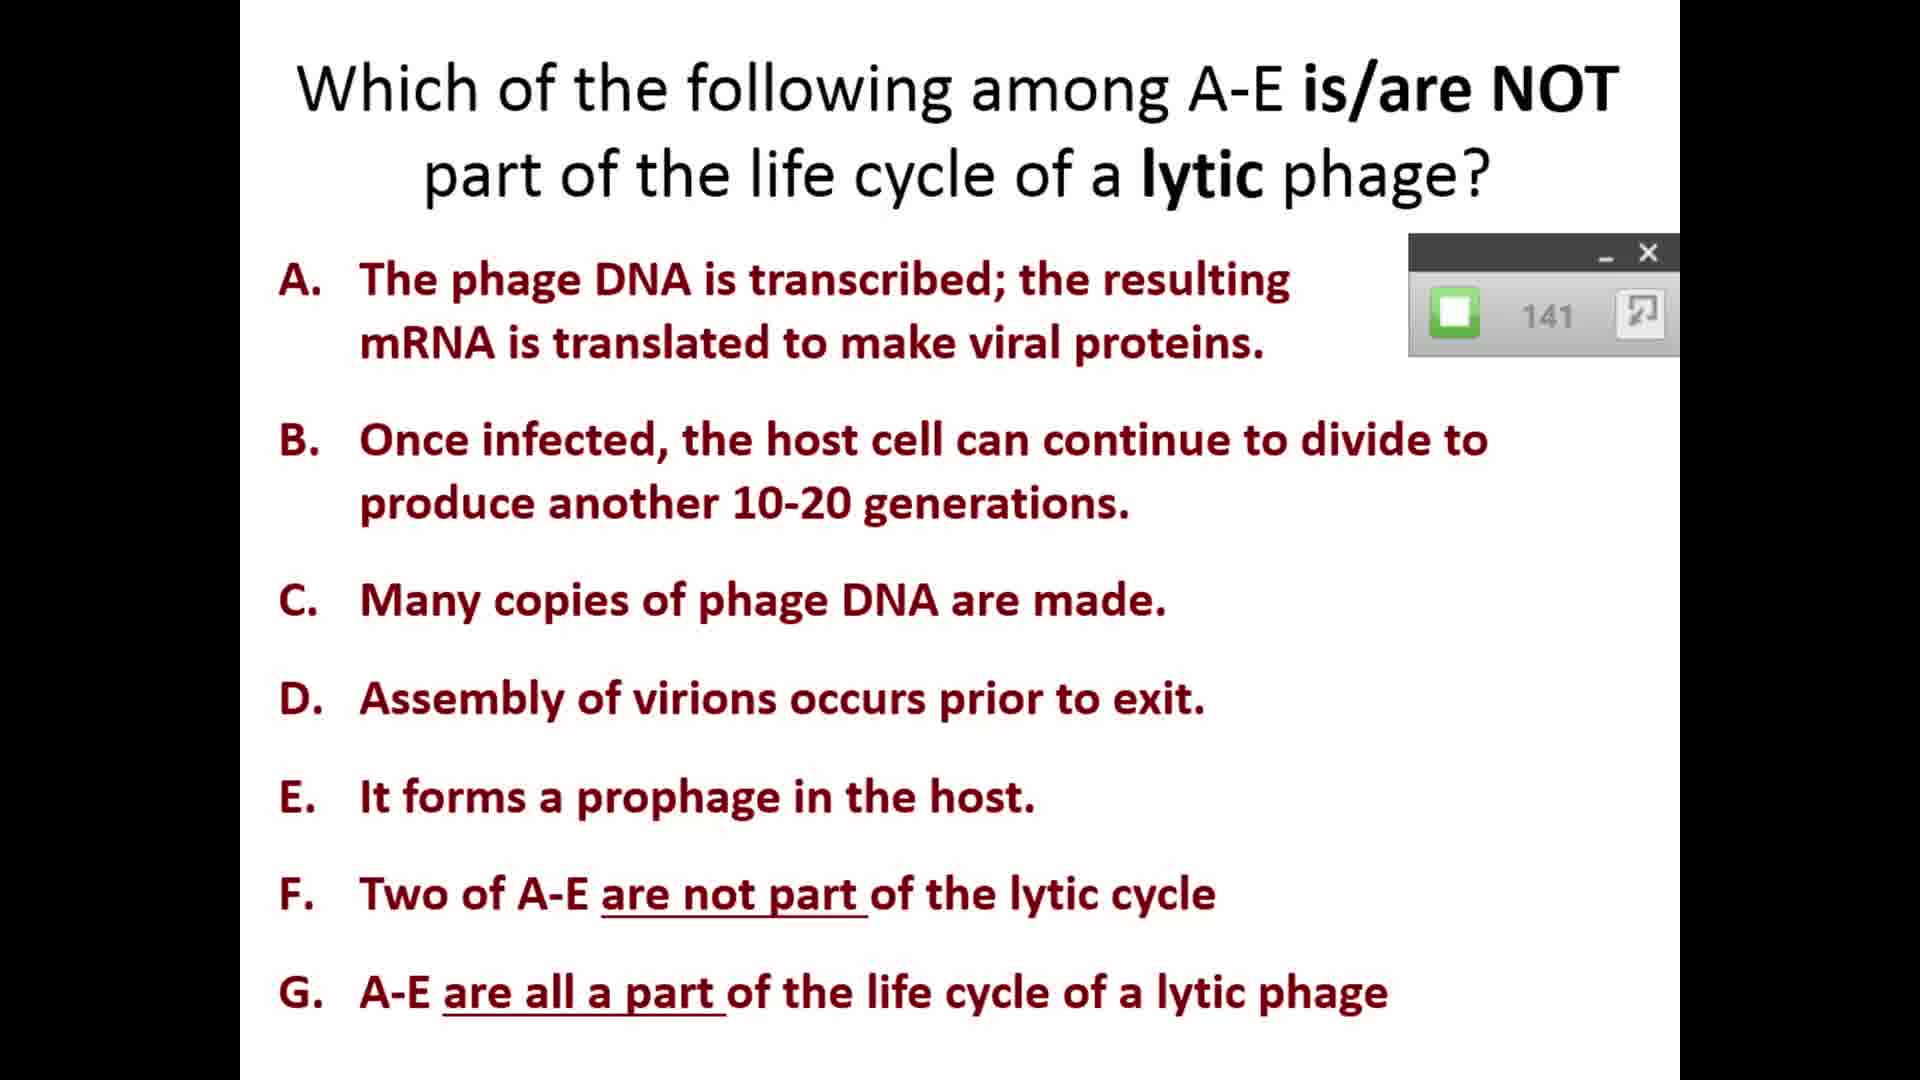 Which of the following among A-E is/are NOT
part of the life cycle of a lytic phage?
A. The phage DNA is transcribed; the resulting
mRNA is translated to make viral proteins.
141
B. Once infected, the host cell can continue to divide to
produce another 10-20 generations.
C. Many copies of phage DNA are made.
D. Assembly of virions occurs prior to exit.
E. It forms a prophage in the host.
F. Two of A-E are not part of the lytic cycle
G. A-E are all a part of the life cycle of a lytic phage